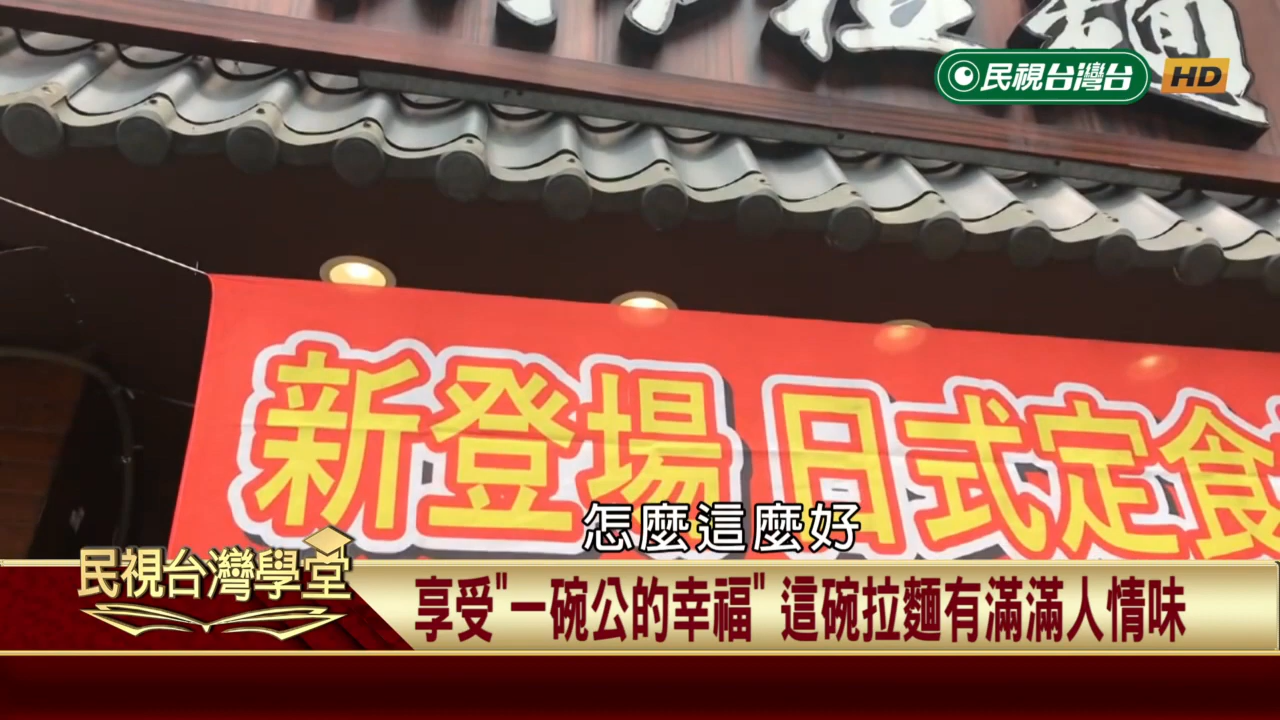 拉麵
民視台灣台 HD
新登場 日式定食
怎麼這麼好
民視台灣學堂
享受"一碗公的幸福" 這碗拉麵有滿滿人情味